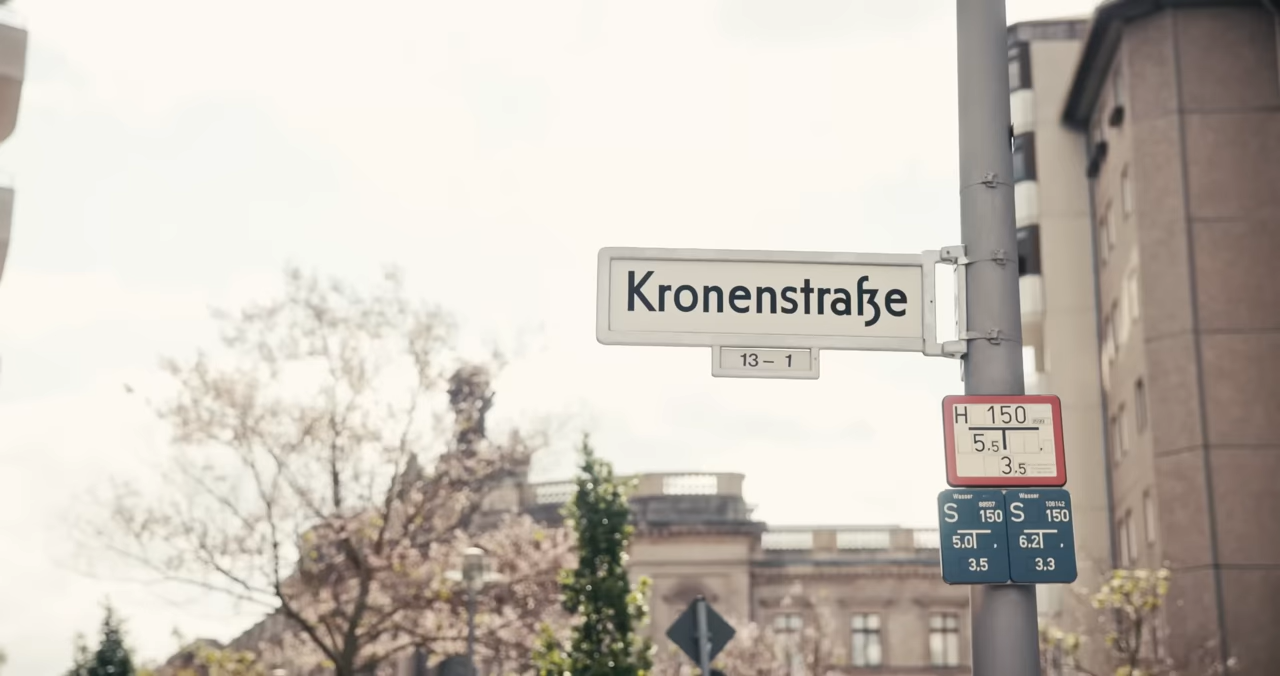 Kronenstraße
13 – 1
H 150
5.5
3.5
Wasser
S 150
5.0
3,5
Wasser
108142
S 150
6.2
3,3